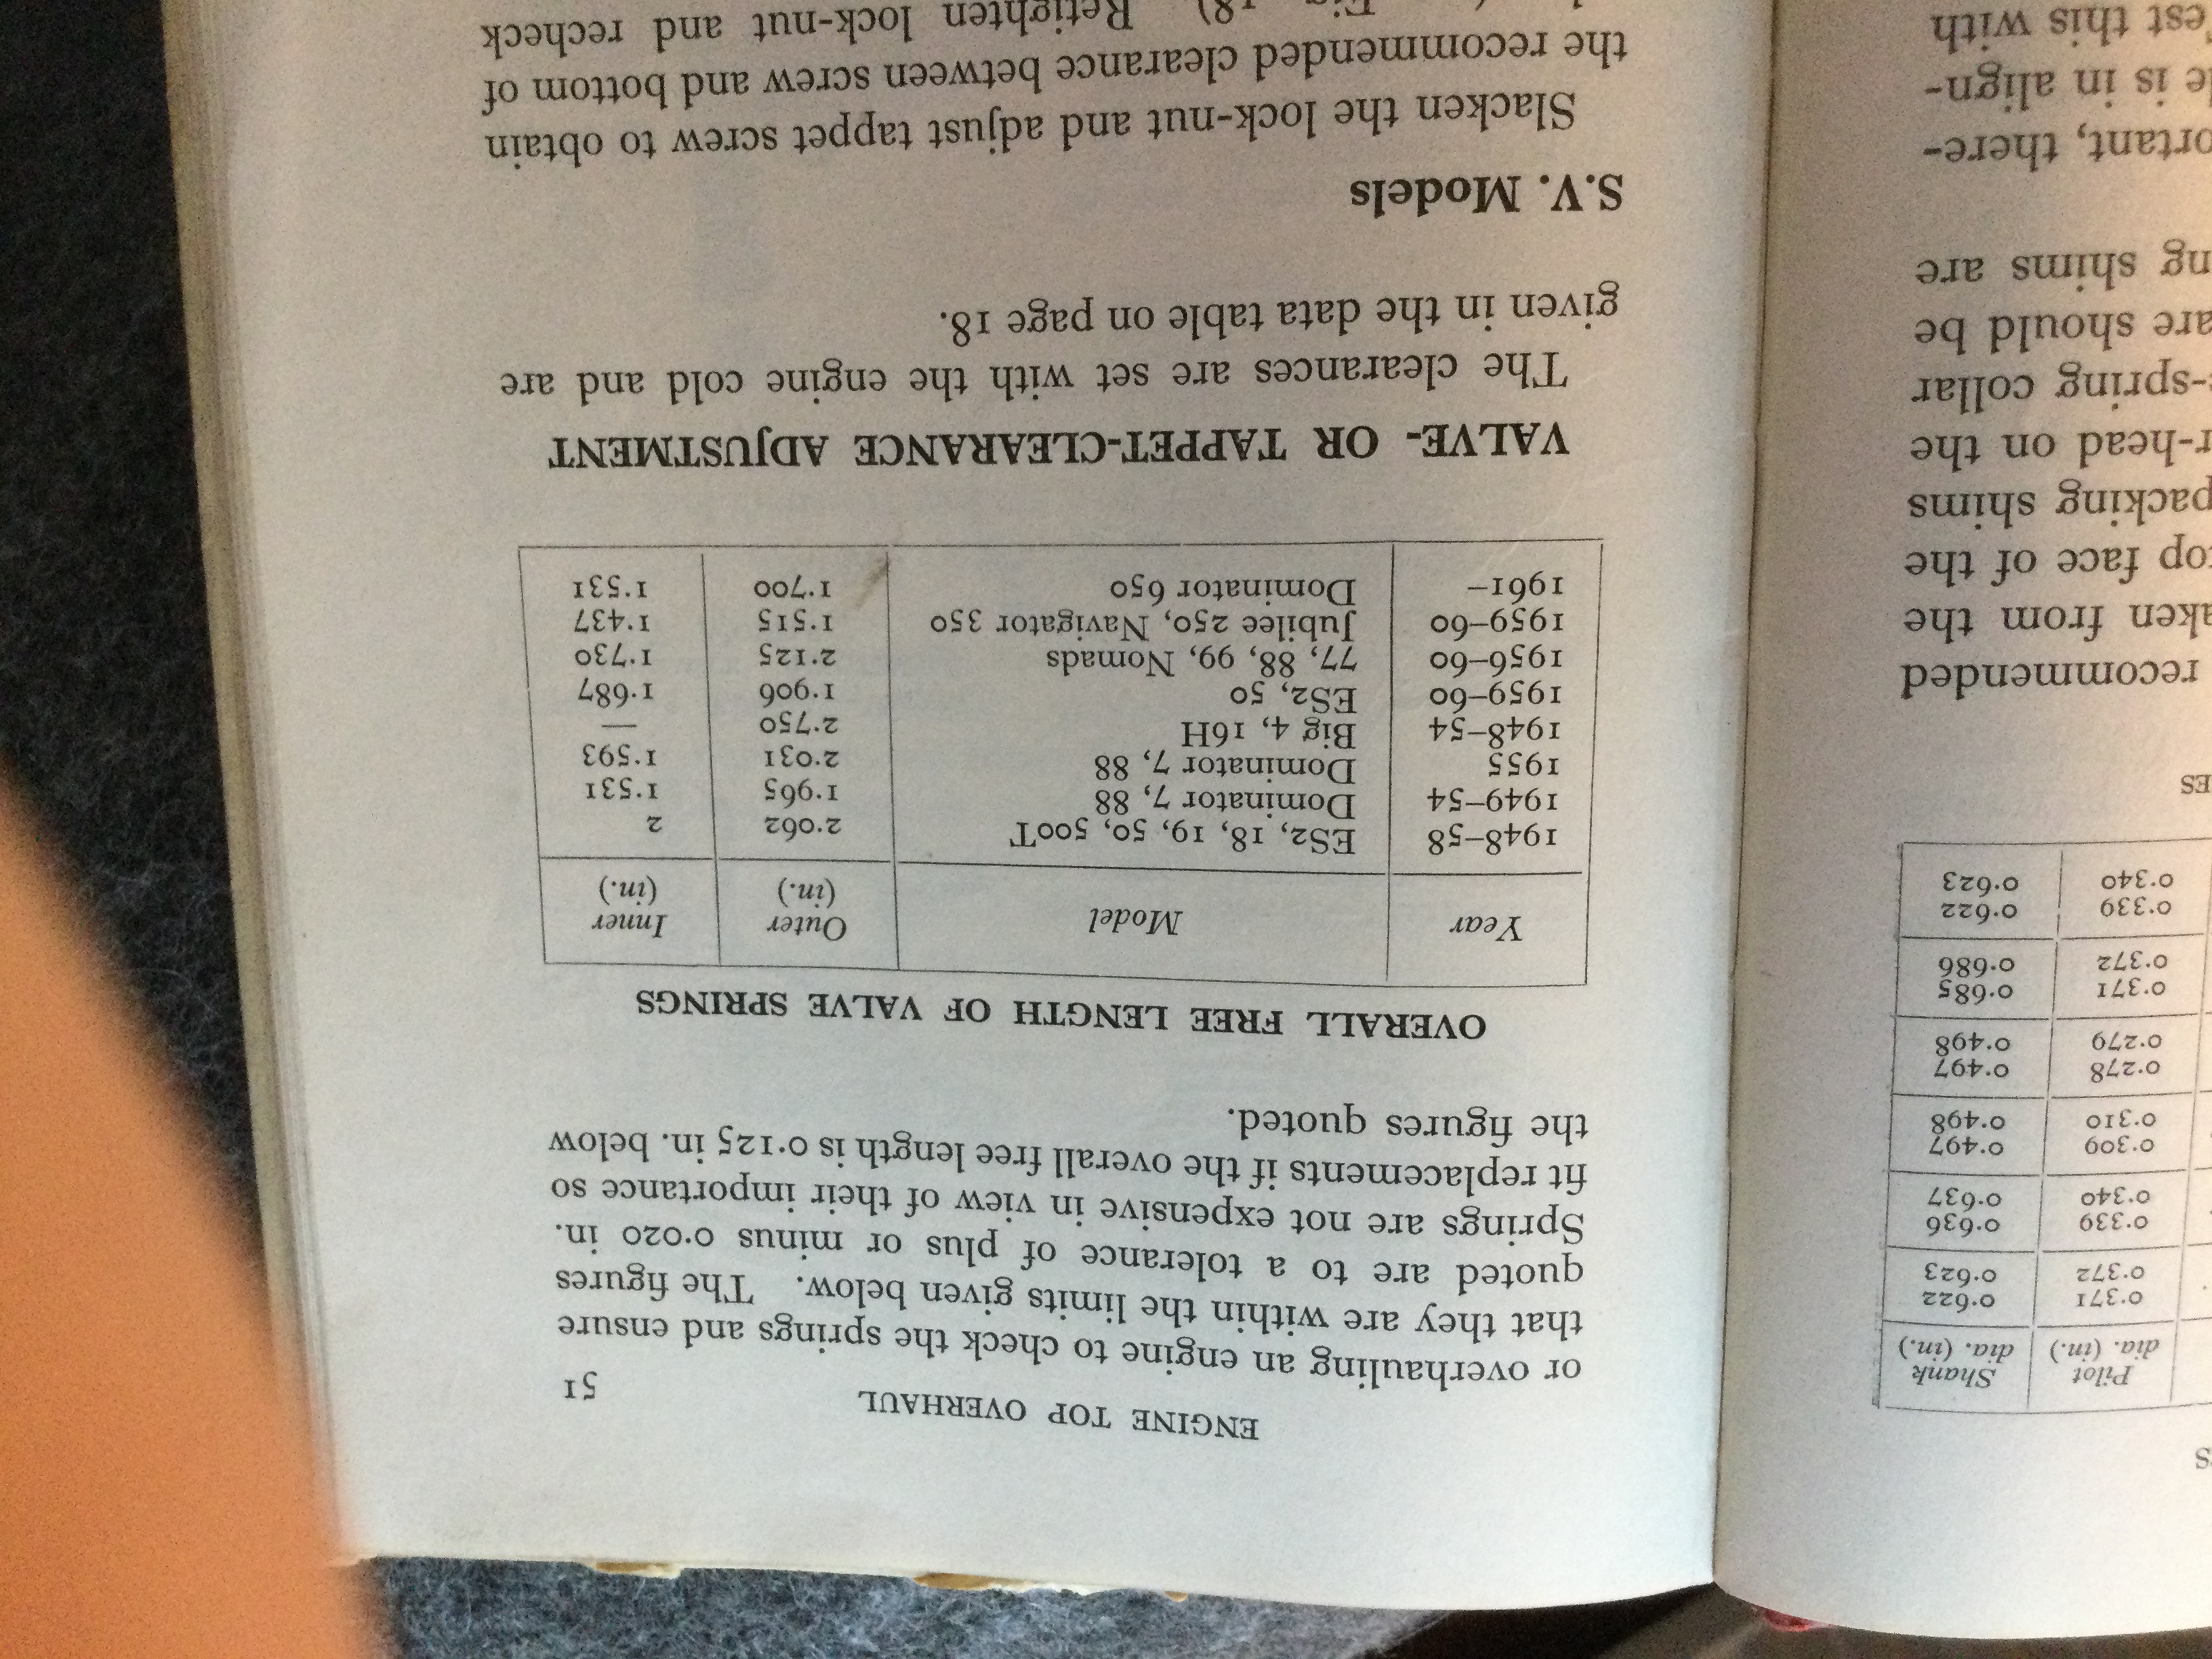 ENGINE TOP OVERHAUL 51
or overhauling an engine to check the springs and ensure
that they are within the limits given below. The figures
quoted are to a tolerance of plus or minus 0·020 in.
Springs are not expensive in view of their importance so
fit replacements if the overall free length is 0·125 in. below
the figures quoted.
OVERALL FREE LENGTH OF VALVE SPRINGS
Year Model Outer (in.) Inner (in.)
1948–58 ES2, 18, 19, 50, 500T 2·062 2
1949–54 Dominator 7, 88 1·965 1·531
1955 Dominator 7, 88 2·031 1·593
1948–54 Big 4, 16H 2·750 —
1959–60 ES2, 50 1·906 1·687
1956–60 77, 88, 99, Nomads 2·125 1·730
1959–60 Jubilee 250, Navigator 350 1·515 1·437
1961– Dominator 650 1·700 1·531
VALVE- OR TAPPET-CLEARANCE ADJUSTMENT
The clearances are set with the engine cold and are
given in the data table on page 18.
S.V. Models
Slacken the lock-nut and adjust tappet screw to obtain
the recommended clearance between screw and bottom of
Fig. 18). Retighten lock-nut and recheck
Pilot dia. (in.) Shank dia. (in.)
0·371 0·622
0·372 0·623
0·339 0·636
0·340 0·637
0·309 0·497
0·310 0·498
0·278 0·497
0·279 0·498
0·371 0·685
0·372 0·686
0·339 0·622
0·340 0·623
recommended
from the
top face of the
packing shims
on the
collar
should be
shims are
is in align-
this with